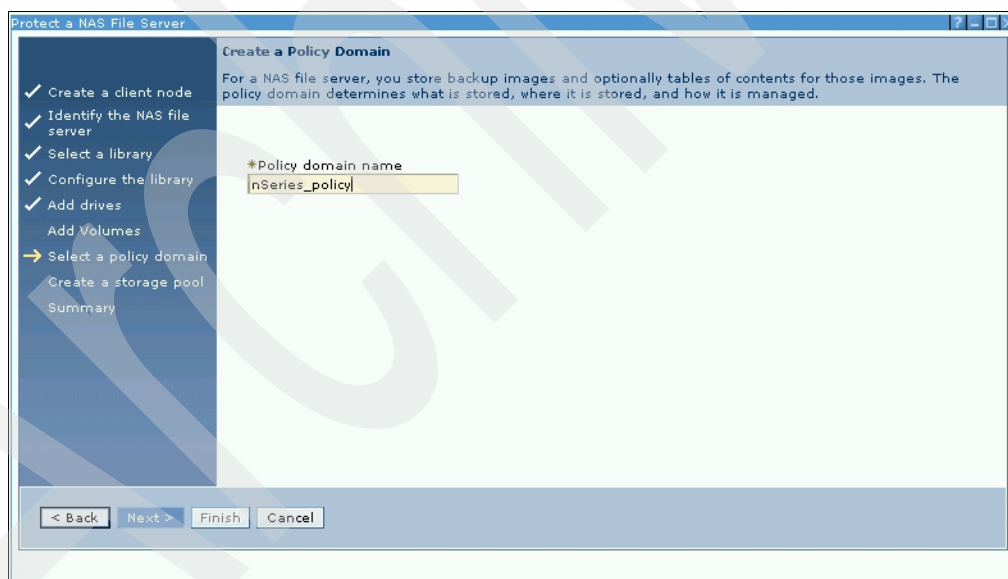 Protect a NAS File Server
? – □ ×
Create a Policy Domain
For a NAS file server, you store backup images and optionally tables of contents for those images. The
policy domain determines what is stored, where it is stored, and how it is managed.
Create a client node
Identify the NAS file
server
Select a library
Configure the library
Add drives
Add Volumes
Select a policy domain
Create a storage pool
Summary
*Policy domain name
nSeries_policy
< Back
Next >
Finish
Cancel